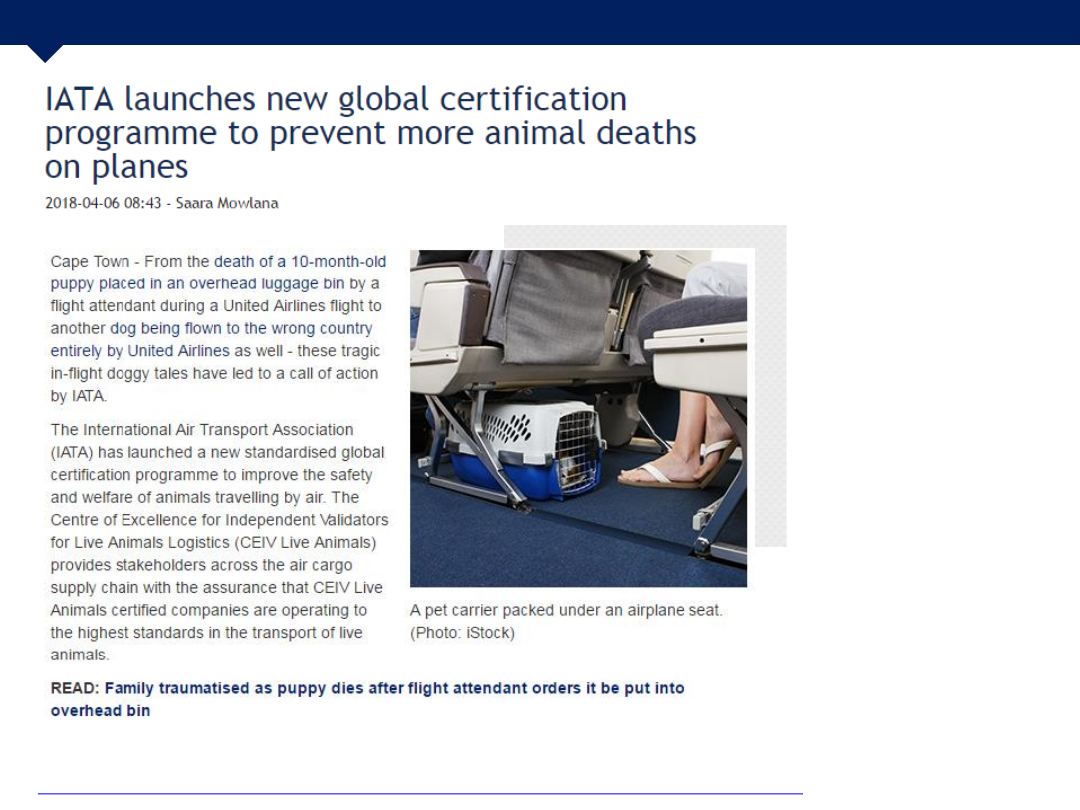 IATA launches new global certification
programme to prevent more animal deaths
on planes
2018-04-06 08:43 - Saara Mowlana
Cape Town - From the death of a 10-month-old
puppy placed in an overhead luggage bin by a
flight attendant during a United Airlines flight to
another dog being flown to the wrong country
entirely by United Airlines as well - these tragic
in-flight doggy tales have led to a call of action
by IATA.
The International Air Transport Association
(IATA) has launched a new standardised global
certification programme to improve the safety
and welfare of animals travelling by air. The
Centre of Excellence for Independent Validators
for Live Animals Logistics (CEIV Live Animals)
provides stakeholders across the air cargo
supply chain with the assurance that CEIV Live
Animals certified companies are operating to
the highest standards in the transport of live
animals.
A pet carrier packed under an airplane seat.
(Photo: iStock)
READ: Family traumatised as puppy dies after flight attendant orders it be put into
overhead bin